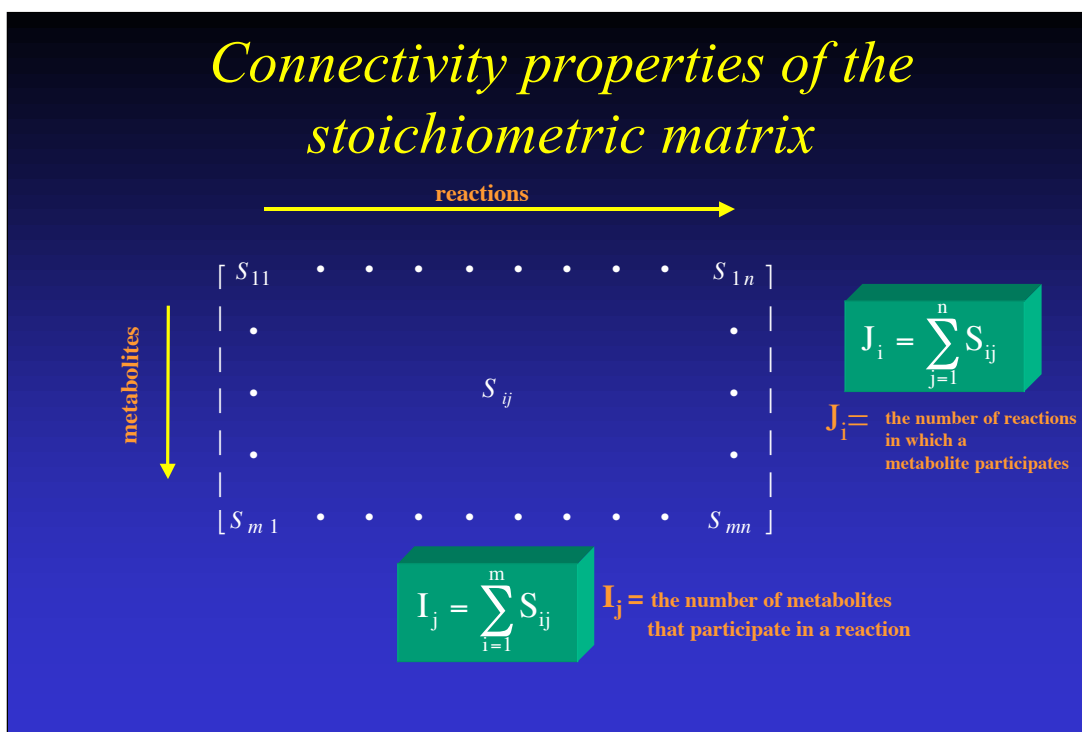 Connectivity properties of the
stoichiometric matrix
reactions
metabolites
S11 • • • • • • • • S1n
• •
• Sij •
• •
Sm1 • • • • • • • • Smn
n
Ji = ∑ Sij
j=1
Ji= the number of reactions
in which a
metabolite participates
m
Ij = ∑ Sij
i=1
Ij = the number of metabolites
that participate in a reaction